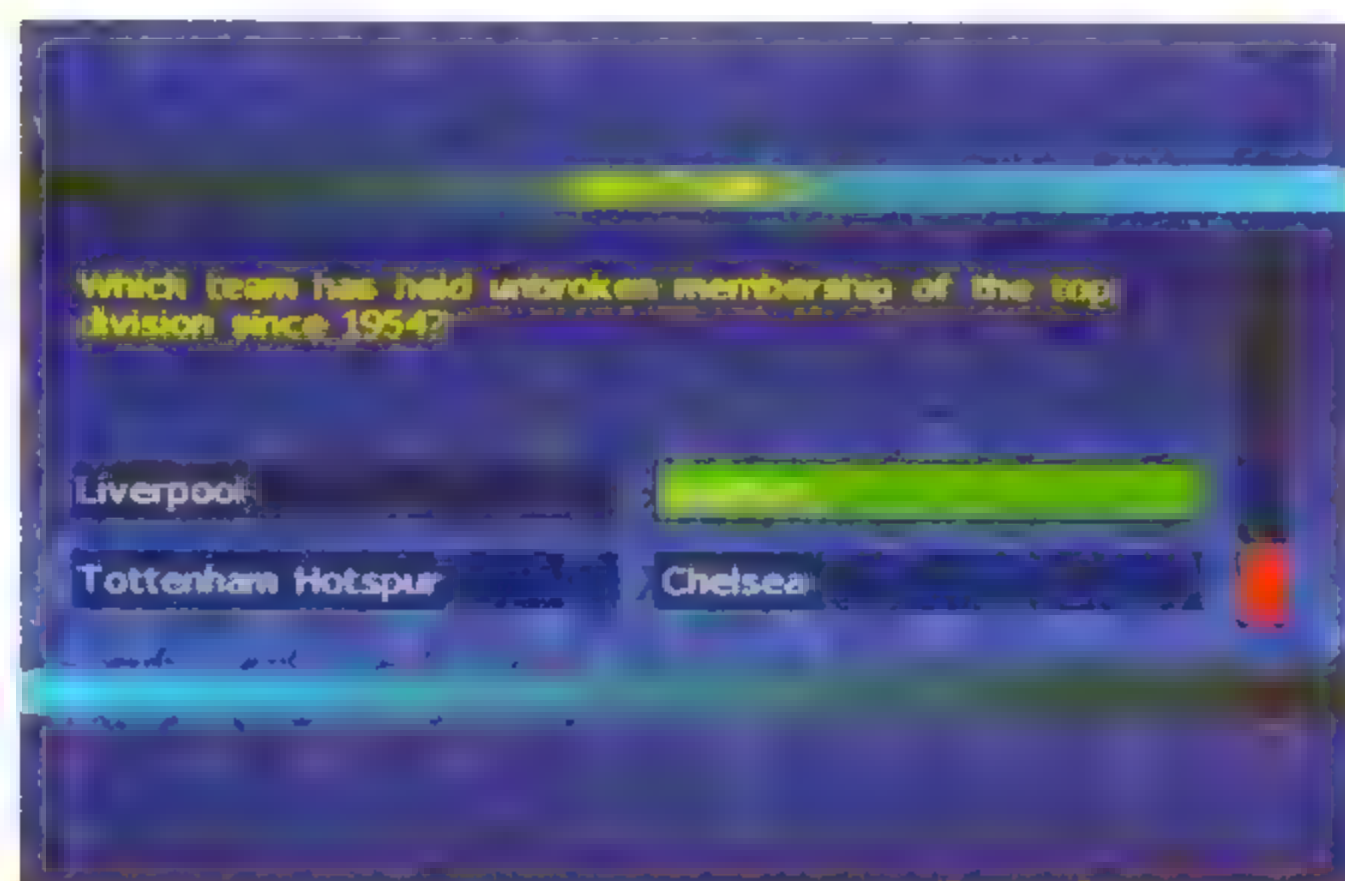 Which team has held unbroken membership of the top
division since 1954?
Liverpool
Tottenham Hotspur
Chelsea